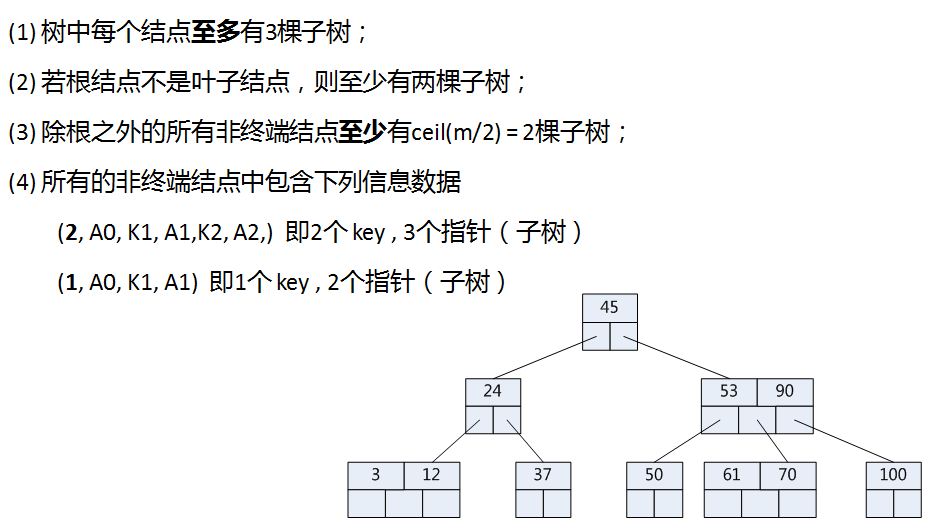 (1) 树中每个结点至多有3棵子树；
(2) 若根结点不是叶子结点，则至少有两棵子树；
(3) 除根之外的所有非终端结点至少有ceil(m/2) = 2棵子树；
(4) 所有的非终端结点中包含下列信息数据
(2, A0, K1, A1,K2, A2,) 即2个 key , 3个指针（子树）
(1, A0, K1, A1) 即1个 key , 2个指针（子树）
45
24 53 90
3 12 37 50 61 70 100